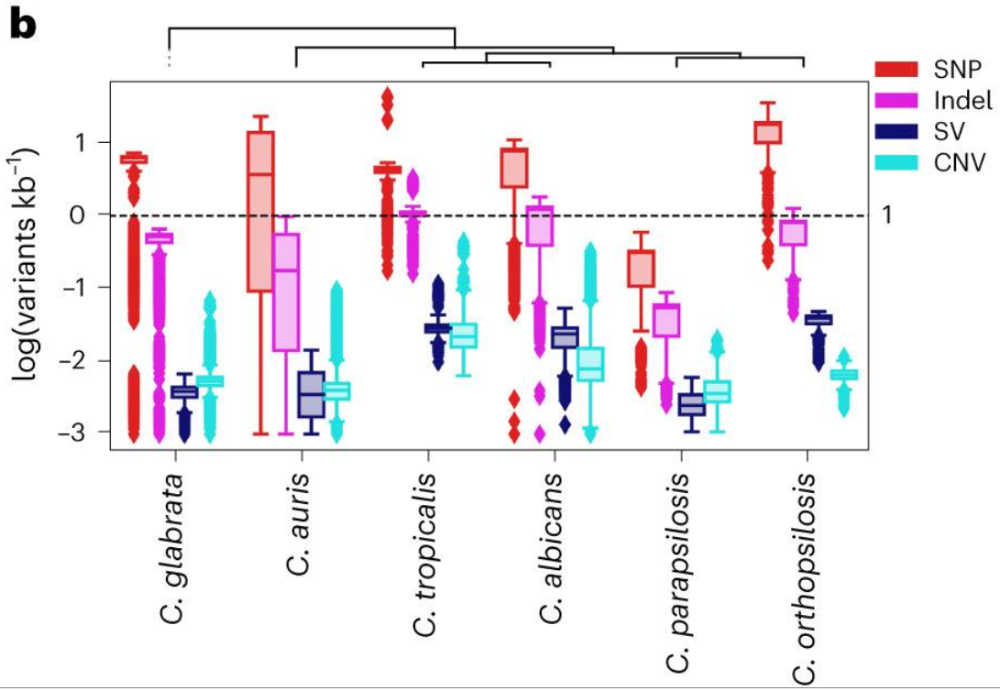 b
SNP
Indel
SV
CNV
log(variants kb⁻¹)
1
0
−1
−2
−3
1
C. glabrata
C. auris
C. tropicalis
C. albicans
C. parapsilosis
C. orthopsilosis